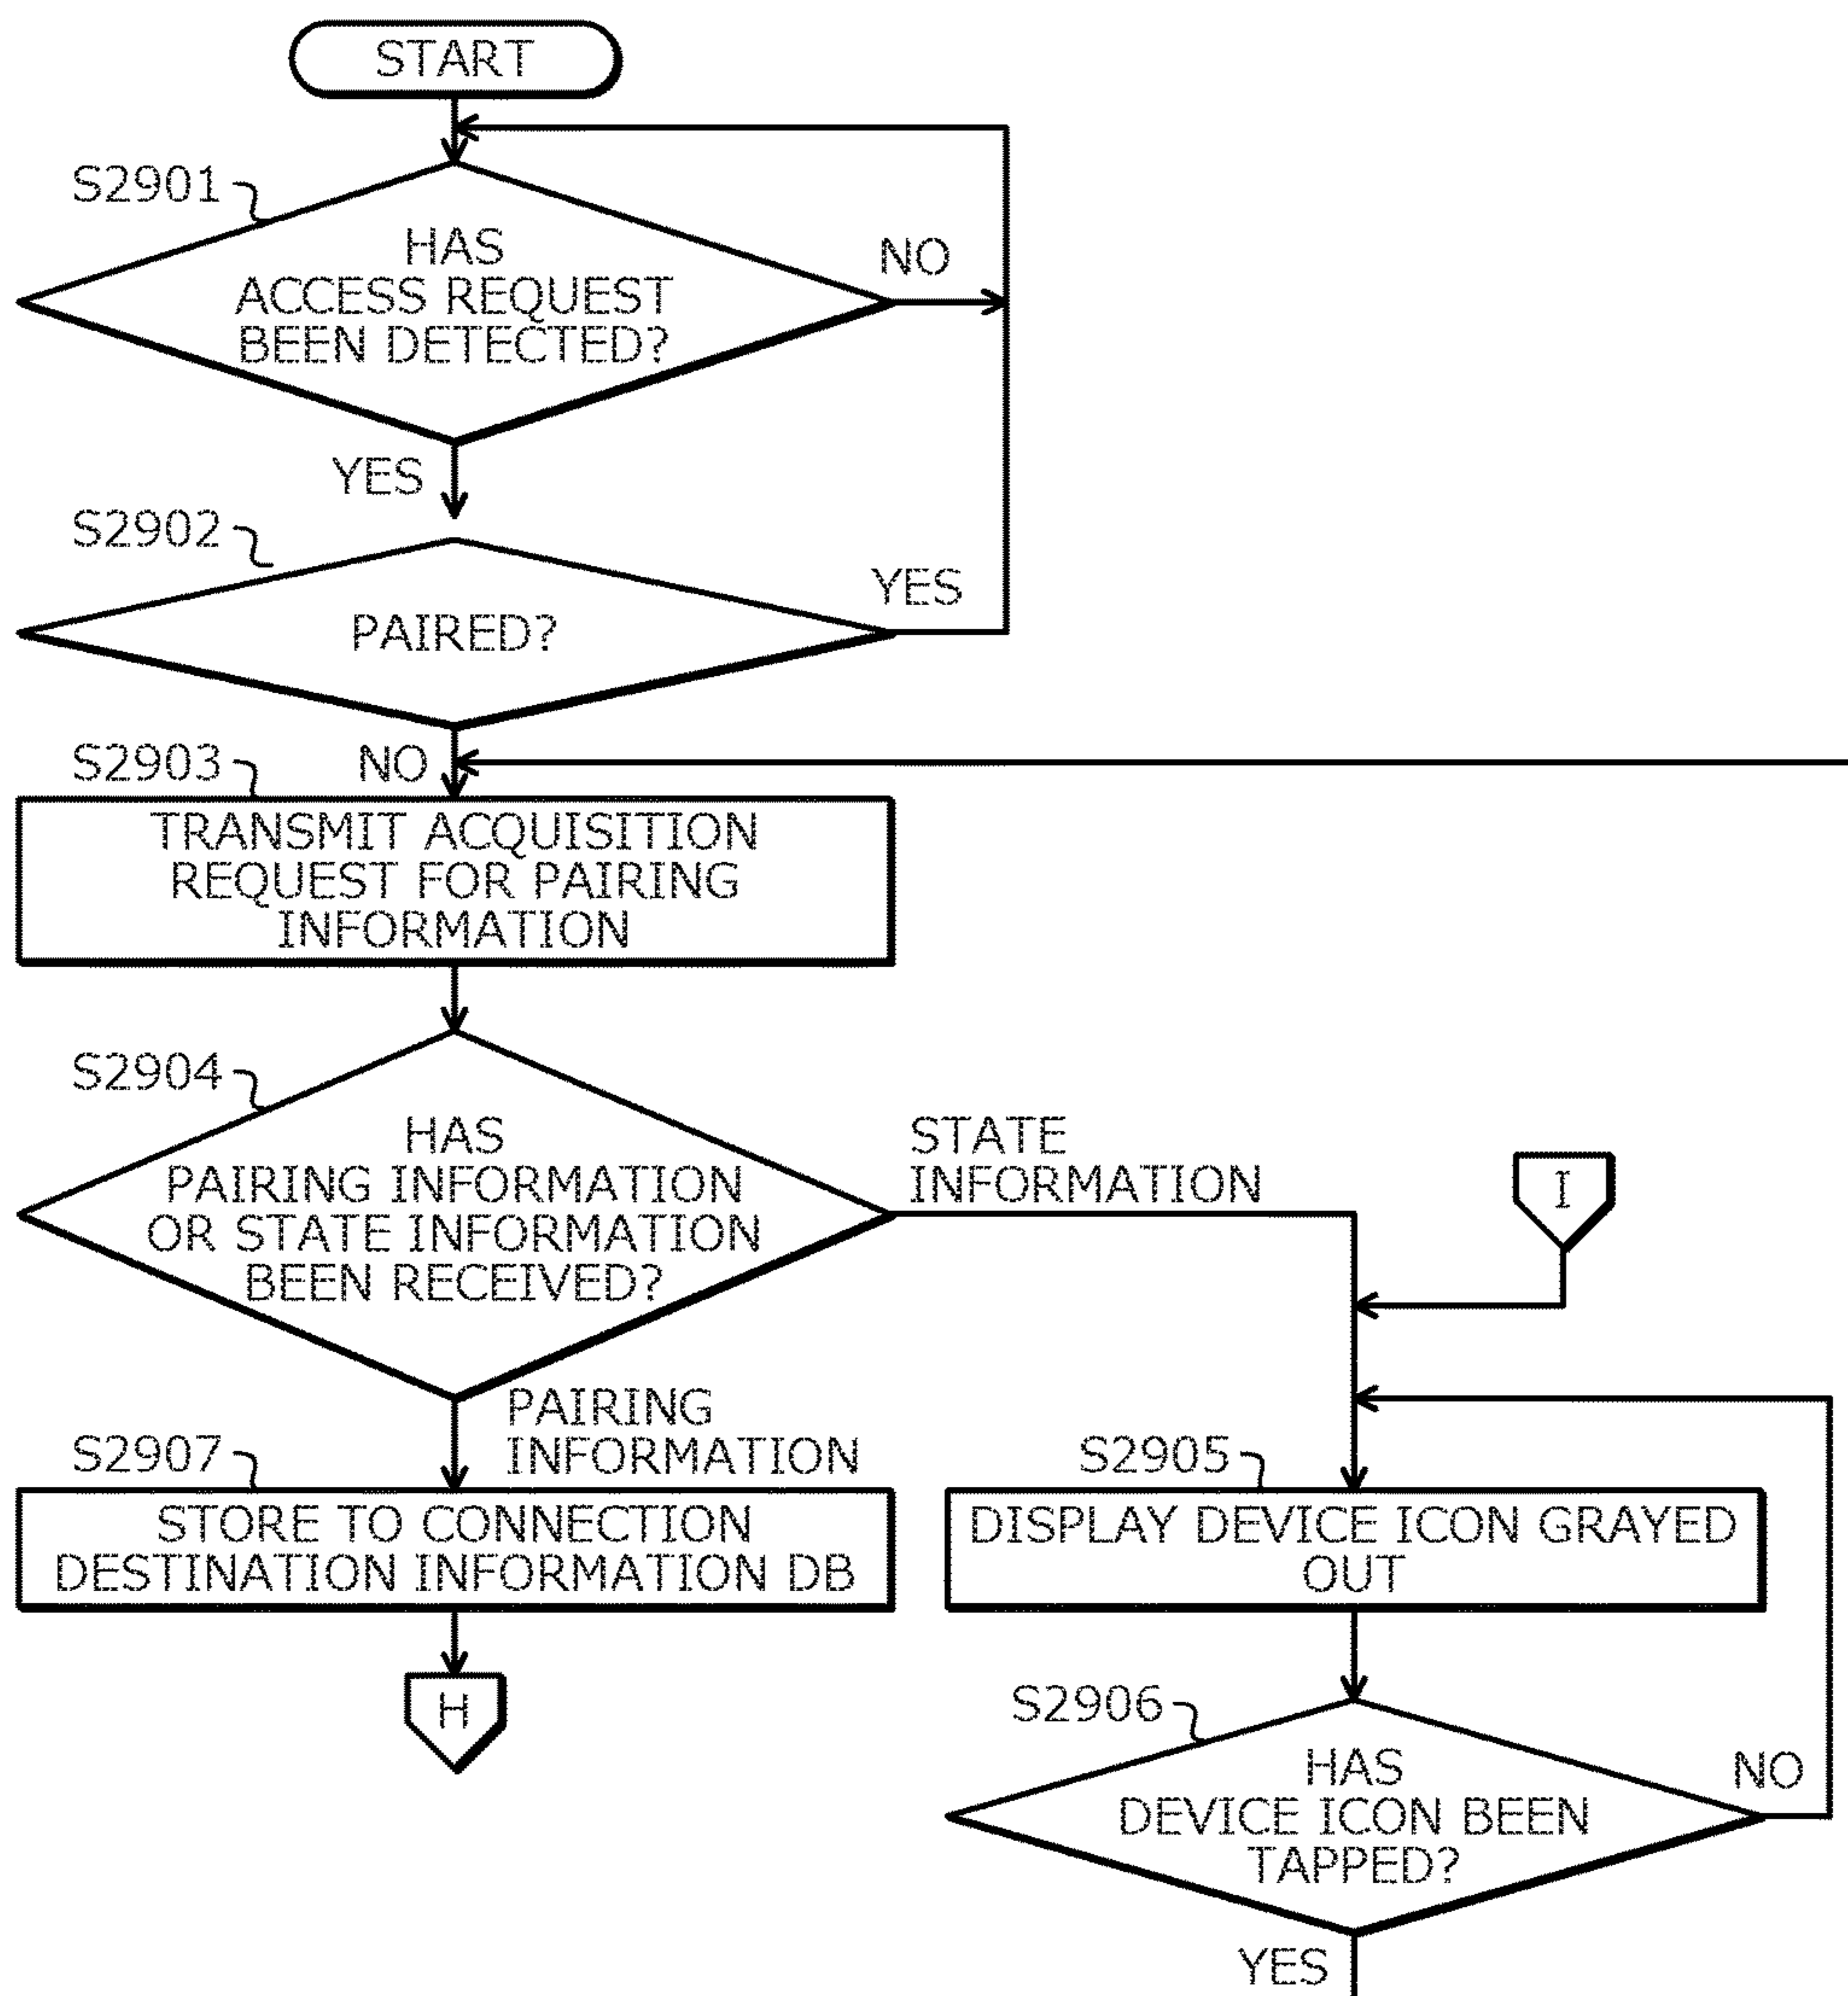 START
S2901
HAS
ACCESS REQUEST
BEEN DETECTED?
NO
YES
S2902
PAIRED?
YES
NO
S2903
TRANSMIT ACQUISITION
REQUEST FOR PAIRING
INFORMATION
S2904
HAS
PAIRING INFORMATION
OR STATE INFORMATION
BEEN RECEIVED?
STATE
INFORMATION
I
PAIRING
INFORMATION
S2907
STORE TO CONNECTION
DESTINATION INFORMATION DB
H
S2905
DISPLAY DEVICE ICON GRAYED
OUT
S2906
HAS
DEVICE ICON BEEN
TAPPED?
NO
YES